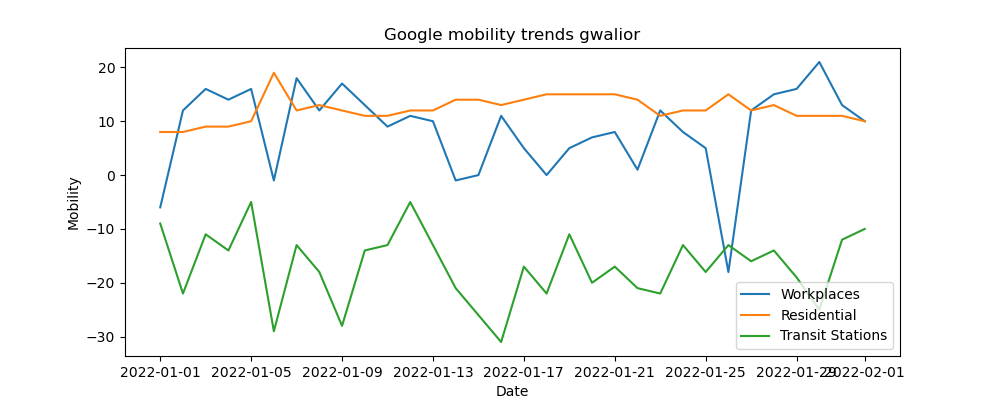 Google mobility trends gwalior
Mobility
20
10
0
−10
−20
−30
Workplaces
Residential
Transit Stations
2022-01-01 2022-01-05 2022-01-09 2022-01-13 2022-01-17 2022-01-21 2022-01-25 2022-01-29 2022-02-01
Date